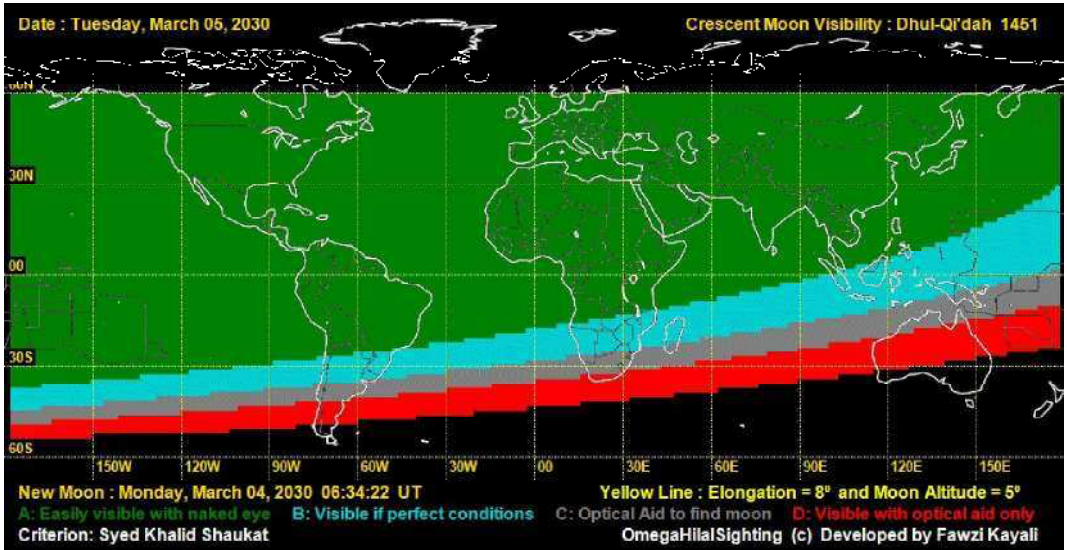 Date : Tuesday, March 05, 2030 Crescent Moon Visibility : Dhul-Qi'dah 1451
60N
30N
00
30S
60S
150W 120W 90W 60W 30W 00 30E 60E 90E 120E 150E
New Moon : Monday, March 04, 2030 06:34:22 UT Yellow Line : Elongation = 8º and Moon Altitude = 5º
A: Easily visible with naked eye B: Visible if perfect conditions C: Optical Aid to find moon D: Visible with optical aid only
Criterion: Syed Khalid Shaukat OmegaHilalSighting (c) Developed by Fawzi Kayali